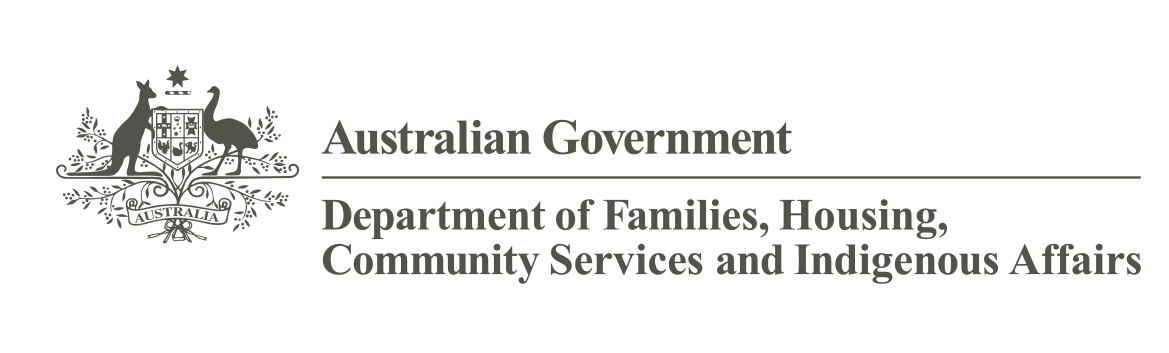 AUSTRALIA
Australian Government
Department of Families, Housing,
Community Services and Indigenous Affairs